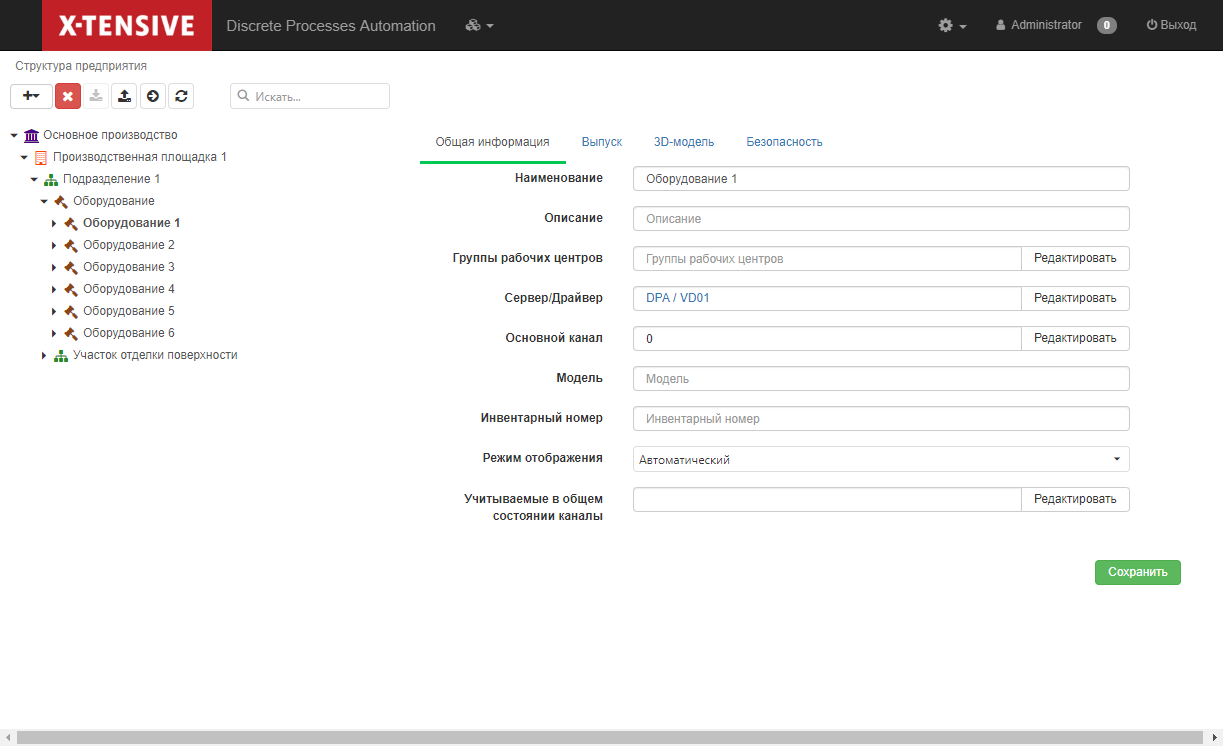 X-TENSIVE Discrete Processes Automation Administrator 0 Выход
Структура предприятия
Искать...
Основное производство
Производственная площадка 1
Подразделение 1
Оборудование
Оборудование 1
Оборудование 2
Оборудование 3
Оборудование 4
Оборудование 5
Оборудование 6
Участок отделки поверхности
Общая информация Выпуск 3D-модель Безопасность
Наименование Оборудование 1
Описание Описание
Группы рабочих центров Группы рабочих центров Редактировать
Сервер/Драйвер DPA / VD01 Редактировать
Основной канал 0 Редактировать
Модель Модель
Инвентарный номер Инвентарный номер
Режим отображения Автоматический
Учитываемые в общем Редактировать
состоянии каналы
Сохранить